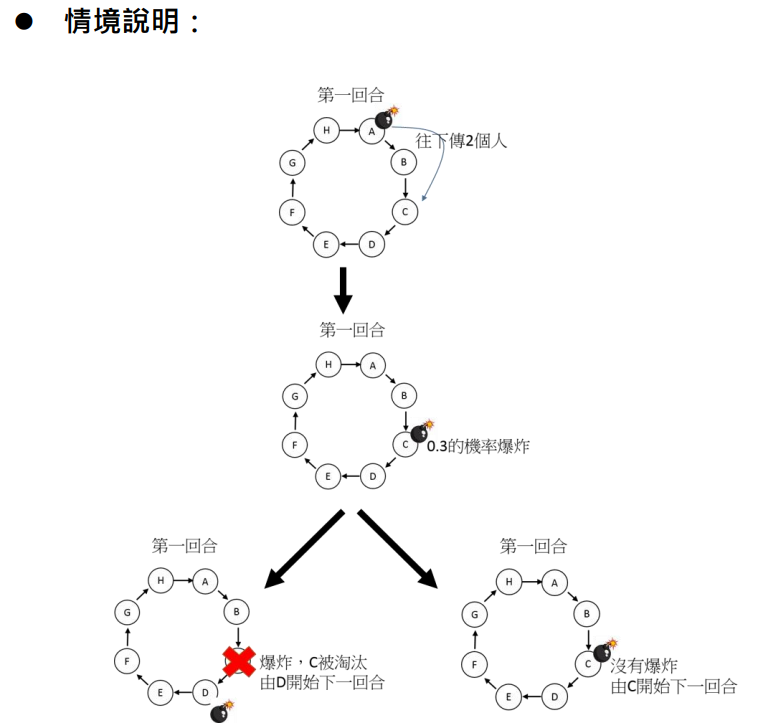 ● 情境說明：
第一回合
H
A
往下傳2個人
G
B
F
C
E
D
第一回合
H
A
G
B
F
C
0.3的機率爆炸
E
D
第一回合
H
A
G
B
F
爆炸，C被淘汰
由D開始下一回合
E
D
第一回合
H
A
G
B
F
C
沒有爆炸
由C開始下一回合
E
D